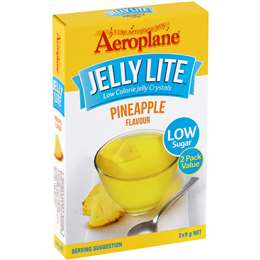 Aeroplane
JELLY LITE
Low Calorie Jelly Crystals
PINEAPPLE
FLAVOUR
LOW
Sugar
2 Pack
Value
SERVING SUGGESTION
2x9g NET